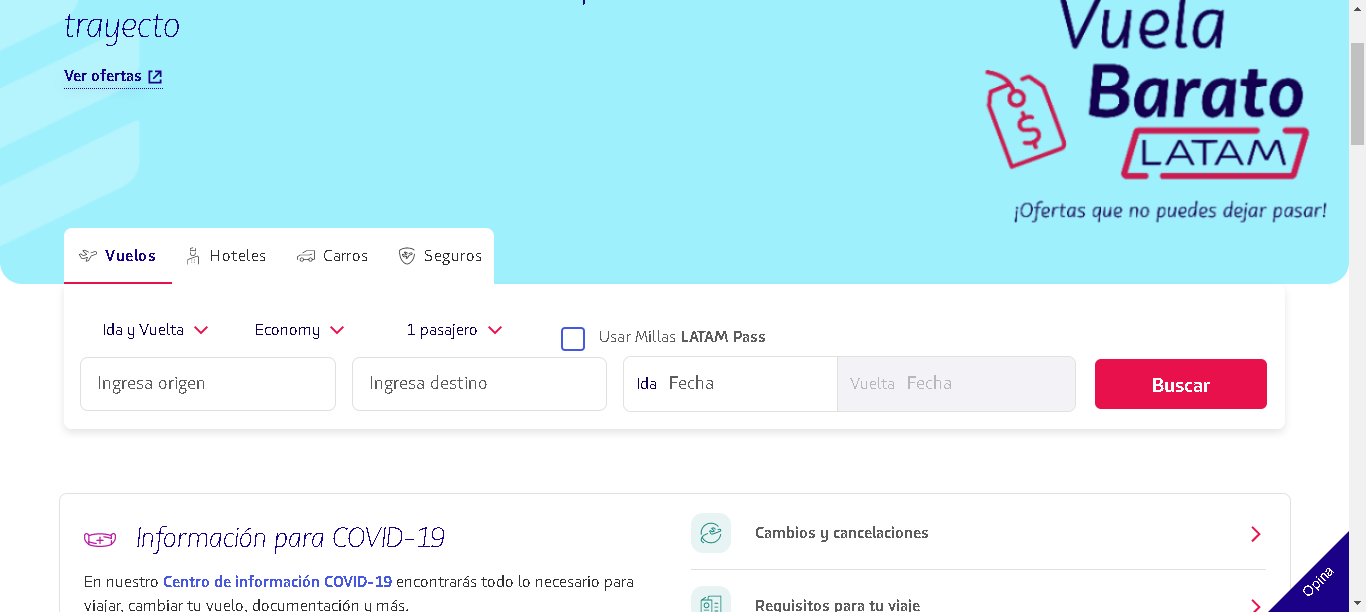 trayecto
Ver ofertas
Vuela
Barato
LATAM
¡Ofertas que no puedes dejar pasar!
Vuelos Hoteles Carros Seguros
Ida y Vuelta Economy 1 pasajero Usar Millas LATAM Pass
Ingresa origen Ingresa destino Ida Fecha Vuelta Fecha Buscar
Información para COVID-19
En nuestro Centro de información COVID-19 encontrarás todo lo necesario para
viajar, cambiar tu vuelo, documentación y más.
Cambios y cancelaciones
Requisitos para tu viaje
Opina